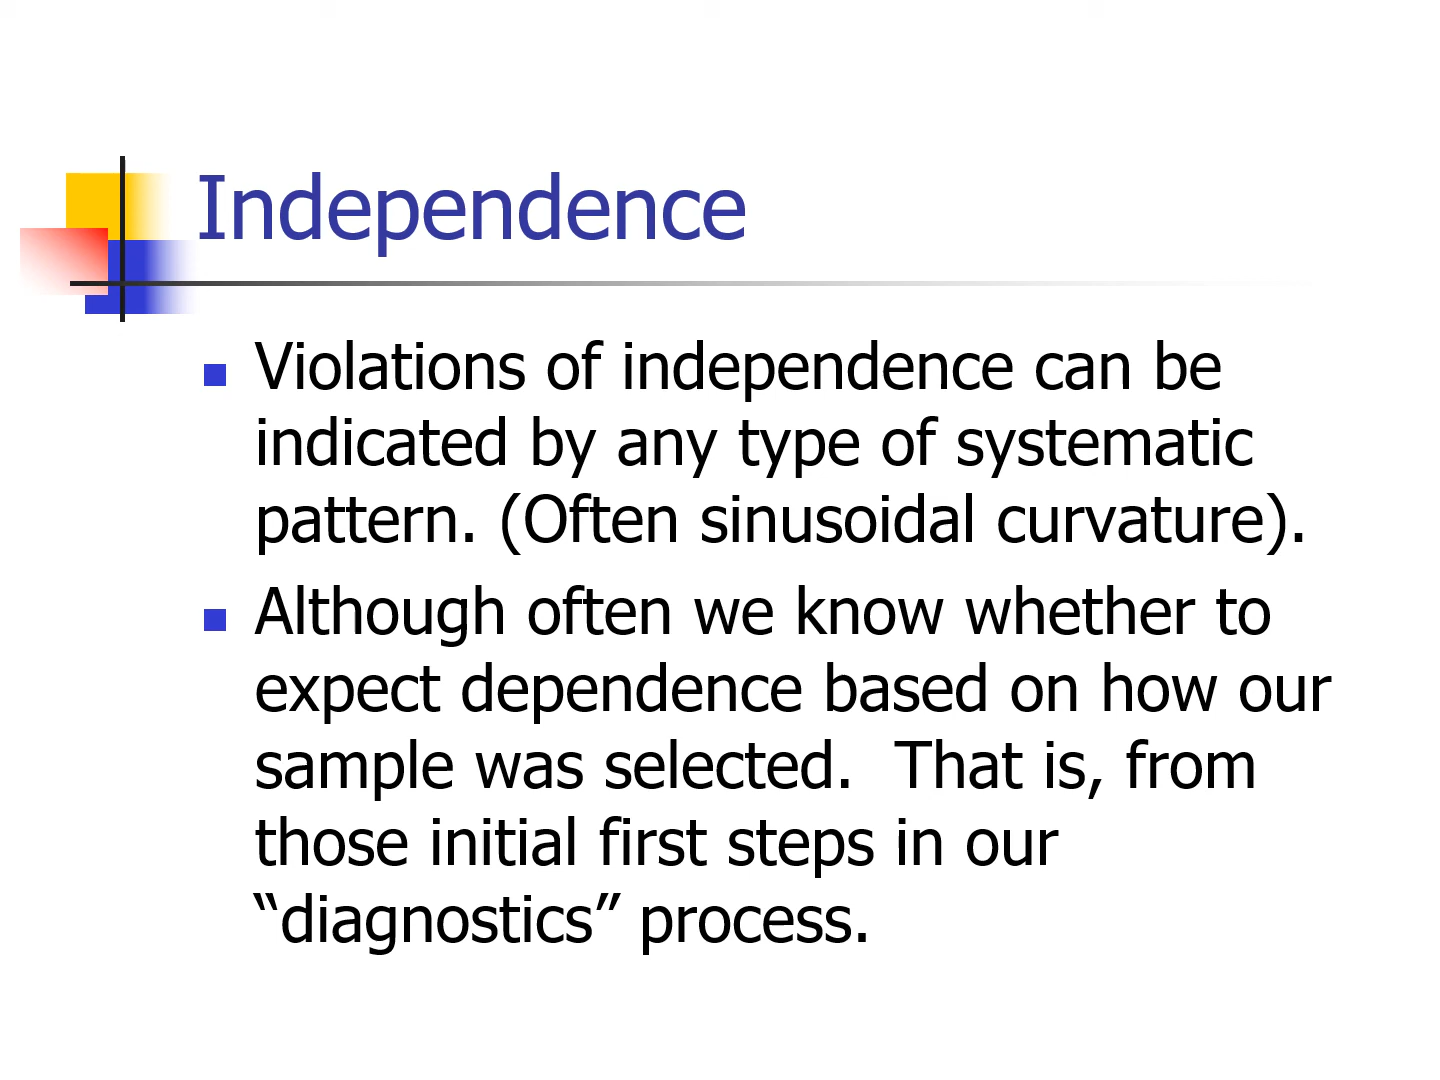 Independence
Violations of independence can be
indicated by any type of systematic
pattern. (Often sinusoidal curvature).
Although often we know whether to
expect dependence based on how our
sample was selected.  That is, from
those initial first steps in our
“diagnostics” process.